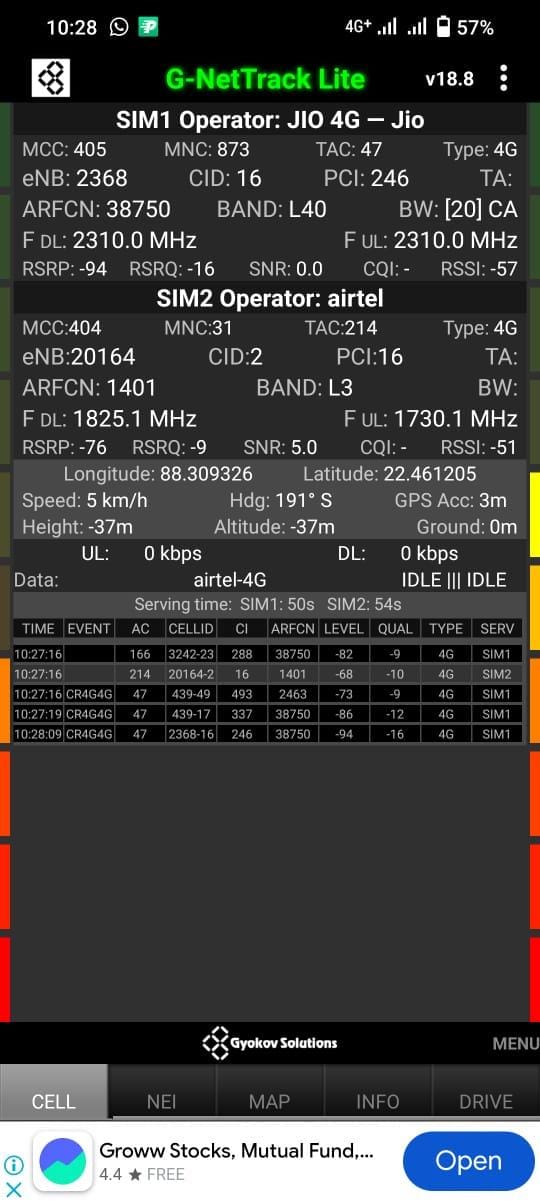 10:28 4G+ 57%
G-NetTrack Lite v18.8
SIM1 Operator: JIO 4G — Jio
MCC: 405 MNC: 873 TAC: 47 Type: 4G
eNB: 2368 CID: 16 PCI: 246 TA:
ARFCN: 38750 BAND: L40 BW: [20] CA
F DL: 2310.0 MHz F UL: 2310.0 MHz
RSRP: -94 RSRQ: -16 SNR: 0.0 CQI: - RSSI: -57
SIM2 Operator: airtel
MCC:404 MNC:31 TAC:214 Type: 4G
eNB:20164 CID:2 PCI:16 TA:
ARFCN: 1401 BAND: L3 BW:
F DL: 1825.1 MHz F UL: 1730.1 MHz
RSRP: -76 RSRQ: -9 SNR: 5.0 CQI: - RSSI: -51
Longitude: 88.309326 Latitude: 22.461205
Speed: 5 km/h Hdg: 191° S GPS Acc: 3m
Height: -37m Altitude: -37m Ground: 0m
UL: 0 kbps DL: 0 kbps
Data: airtel-4G IDLE ||| IDLE
Serving time: SIM1: 50s SIM2: 54s
TIME EVENT AC CELLID CI ARFCN LEVEL QUAL TYPE SERV
10:27:16 166 3242-23 288 38750 -82 -9 4G SIM1
10:27:16 214 20164-2 16 1401 -68 -10 4G SIM2
10:27:16 CR4G4G 47 439-49 493 2463 -73 -9 4G SIM1
10:27:19 CR4G4G 47 439-17 337 38750 -86 -12 4G SIM1
10:28:09 CR4G4G 47 2368-16 246 38750 -94 -16 4G SIM1
Gyokov Solutions MENU
CELL NEI MAP INFO DRIVE
Groww Stocks, Mutual Fund,...
4.4 ★ FREE
Open